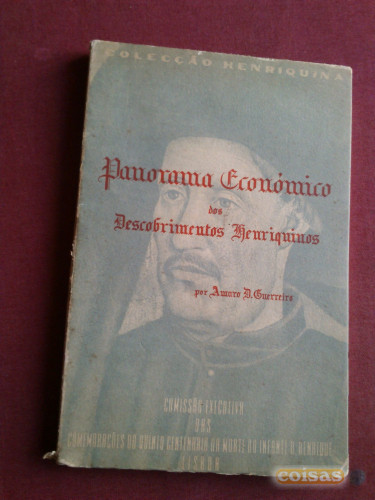 COLECÇÃO HENRIQUINA
Panorama Económico
dos
Descobrimentos Henriquinos
por Amaro D. Guerreiro
COMISSÃO EXECUTIVA
DAS
COMEMORAÇÕES DO QUINTO CENTENÁRIO DA MORTE DO INFANTE D. HENRIQUE
LISBOA
coisas